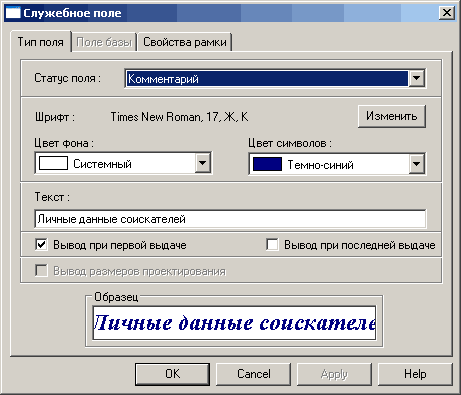 Служебное поле
Тип поля Поле базы Свойства рамки
Статус поля : Комментарий
Шрифт : Times New Roman, 17, Ж, К Изменить
Цвет фона : Цвет символов :
Системный Темно-синий
Текст :
Личные данные соискателей
Вывод при первой выдаче Вывод при последней выдаче
Вывод размеров проектирования
Образец
Личные данные соискателе
OK Cancel Apply Help